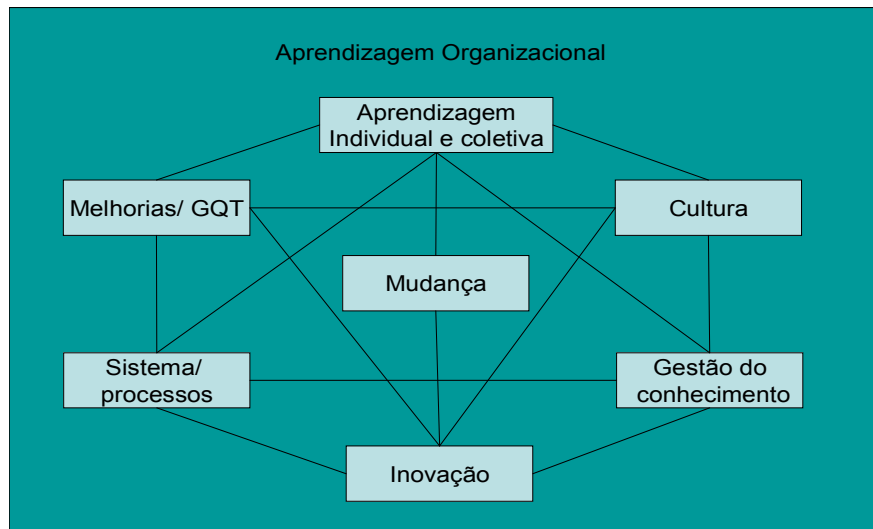 Aprendizagem Organizacional
Aprendizagem
Individual e coletiva
Melhorias/ GQT
Cultura
Mudança
Sistema/
processos
Gestão do
conhecimento
Inovação